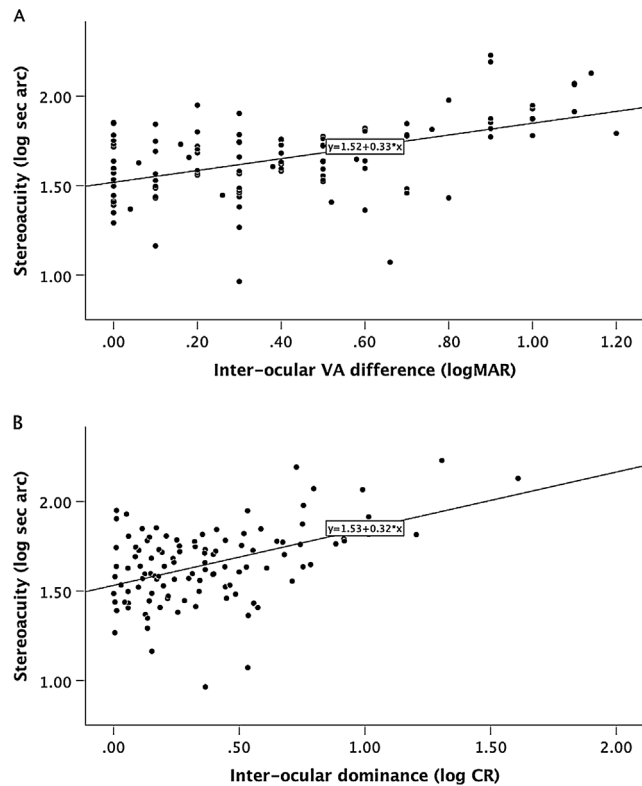 A
Stereoacuity (log sec arc)
2.00
1.50
1.00
y=1.52+0.33*x
.00 .20 .40 .60 .80 1.00 1.20
Inter-ocular VA difference (logMAR)
B
Stereoacuity (log sec arc)
2.00
1.50
1.00
y=1.53+0.32*x
.00 .50 1.00 1.50 2.00
Inter-ocular dominance (log CR)